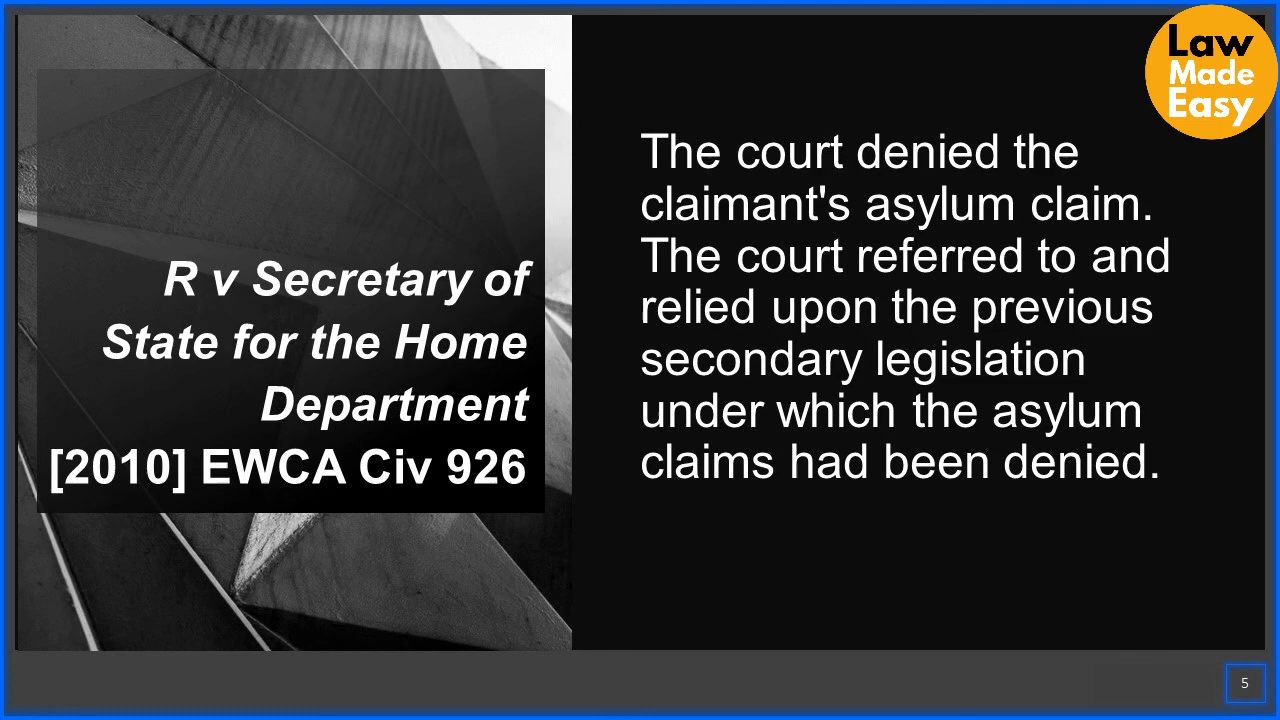 Law
Made
Easy
R v Secretary of
State for the Home
Department
[2010] EWCA Civ 926
The court denied the
claimant's asylum claim.
The court referred to and
relied upon the previous
secondary legislation
under which the asylum
claims had been denied.
5